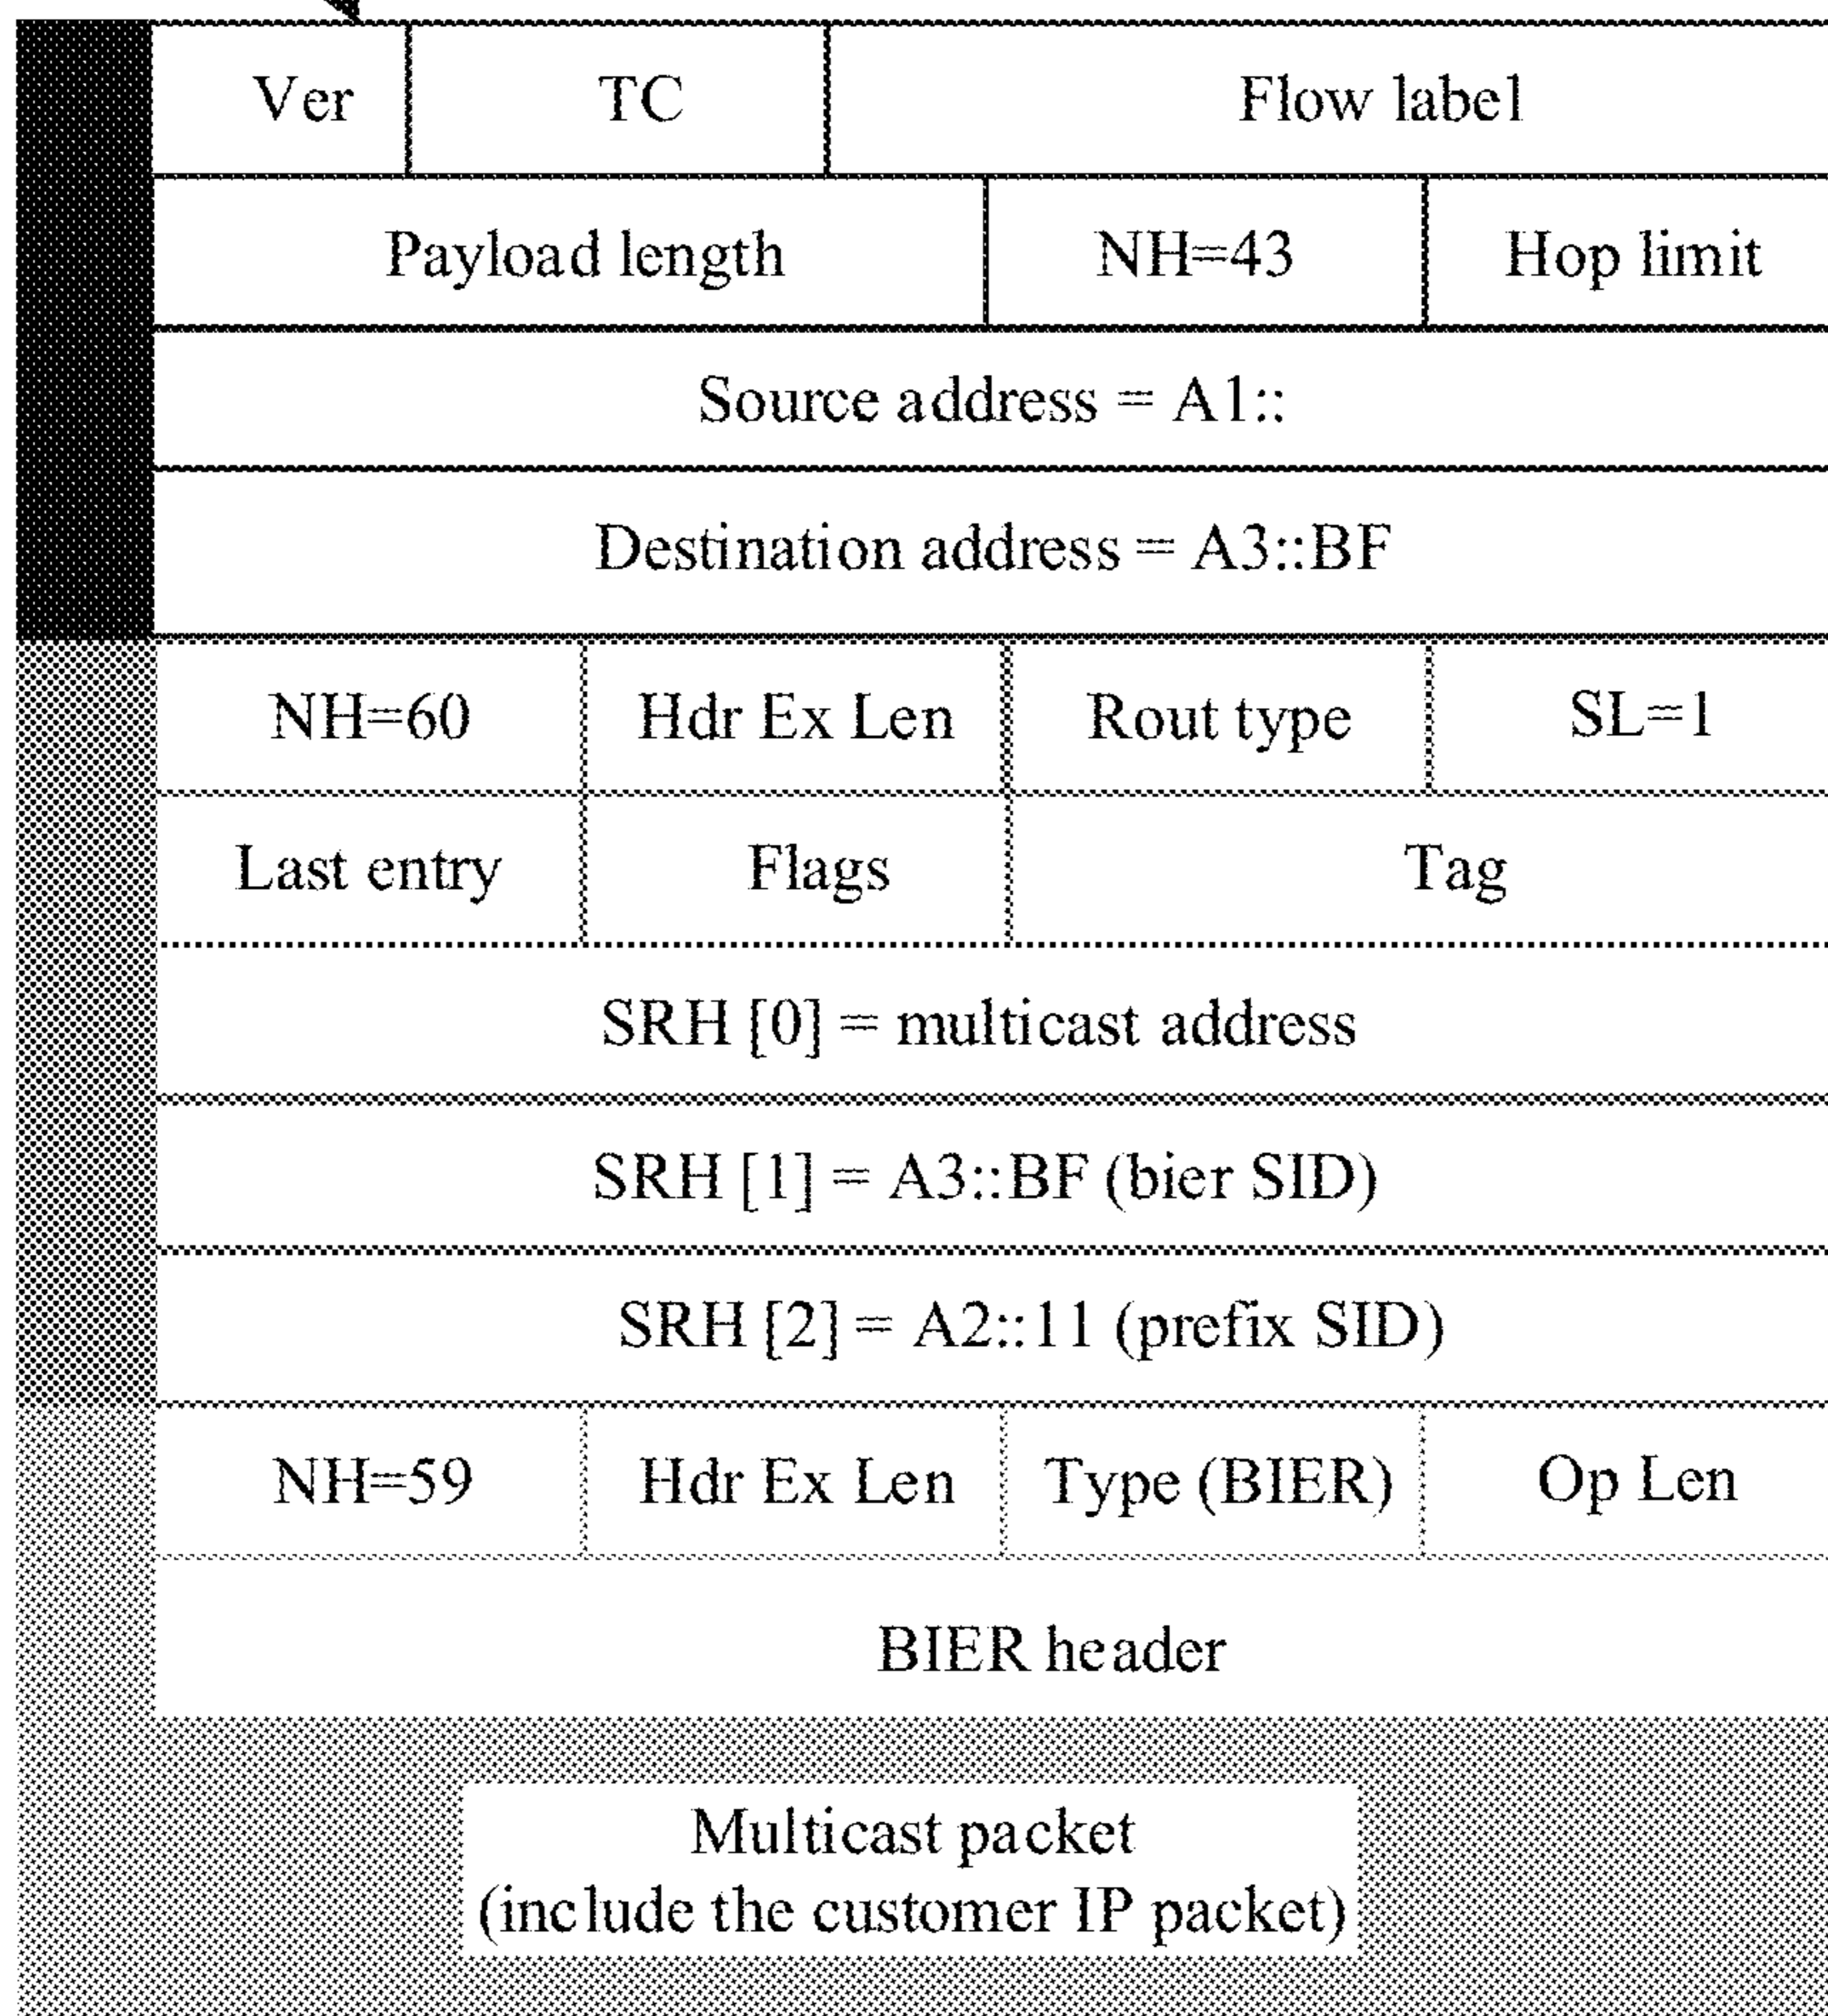 Ver TC Flow label
Payload length NH=43 Hop limit
Source address = A1::
Destination address = A3::BF
NH=60 Hdr Ex Len Rout type SL=1
Last entry Flags Tag
SRH [0] = multicast address
SRH [1] = A3::BF (bier SID)
SRH [2] = A2::11 (prefix SID)
NH=59 Hdr Ex Len Type (BIER) Op Len
BIER header
Multicast packet
(include the customer IP packet)